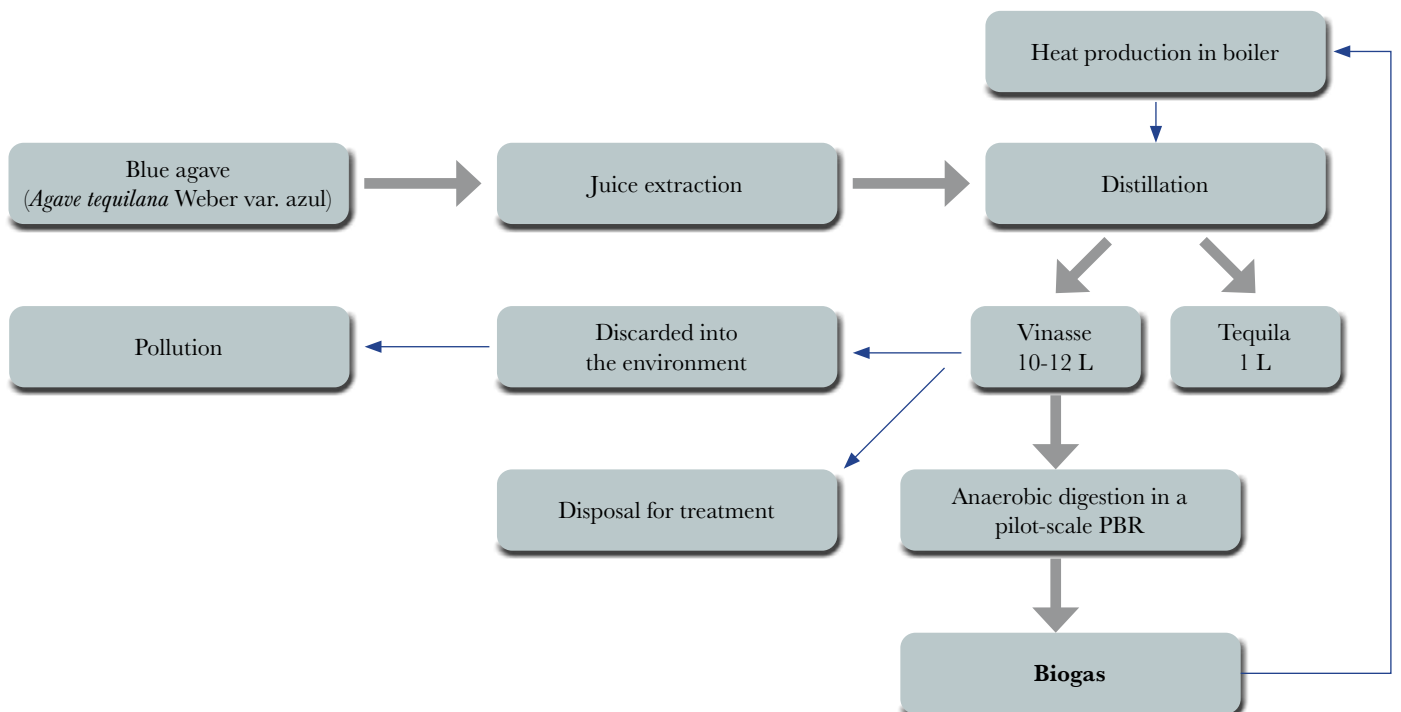 Heat production in boiler
Blue agave
(Agave tequilana Weber var. azul)
Juice extraction
Distillation
Pollution
Discarded into
the environment
Vinasse
10-12 L
Tequila
1 L
Disposal for treatment
Anaerobic digestion in a
pilot-scale PBR
Biogas